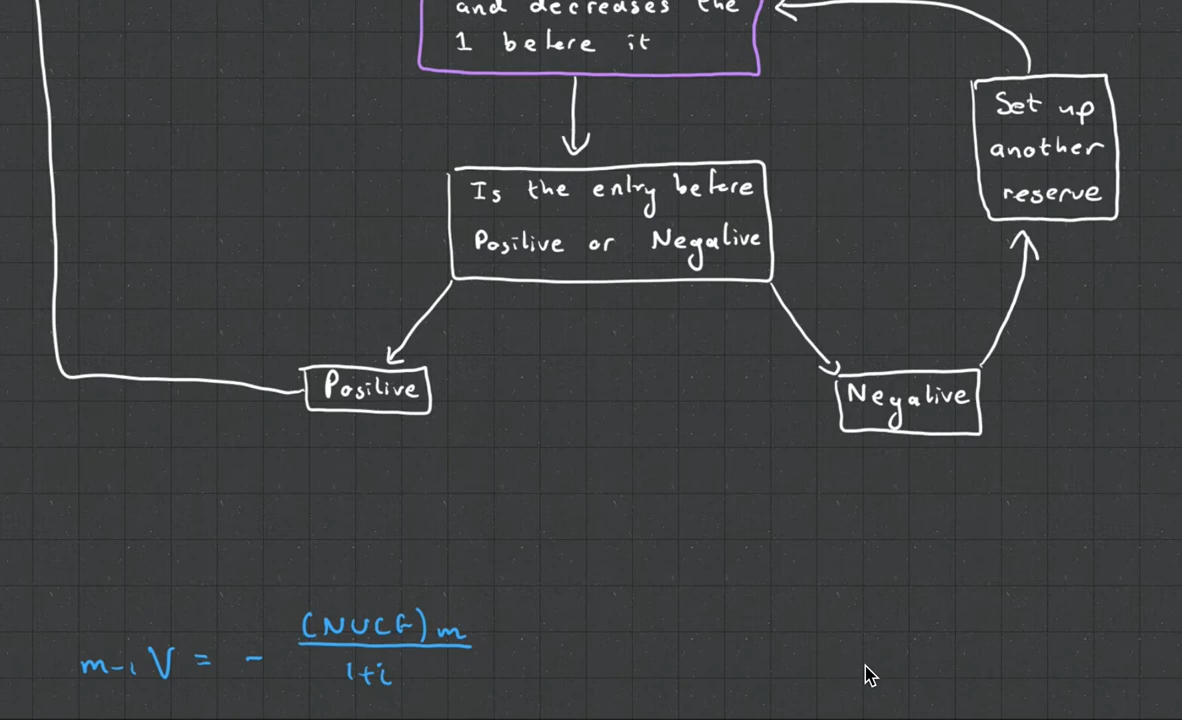 and decreases the
1 before it
Set up
another
reserve
Is the entry before
Positive or Negative
Positive
Negative
m-1 V = - (NUCF)m
1+i